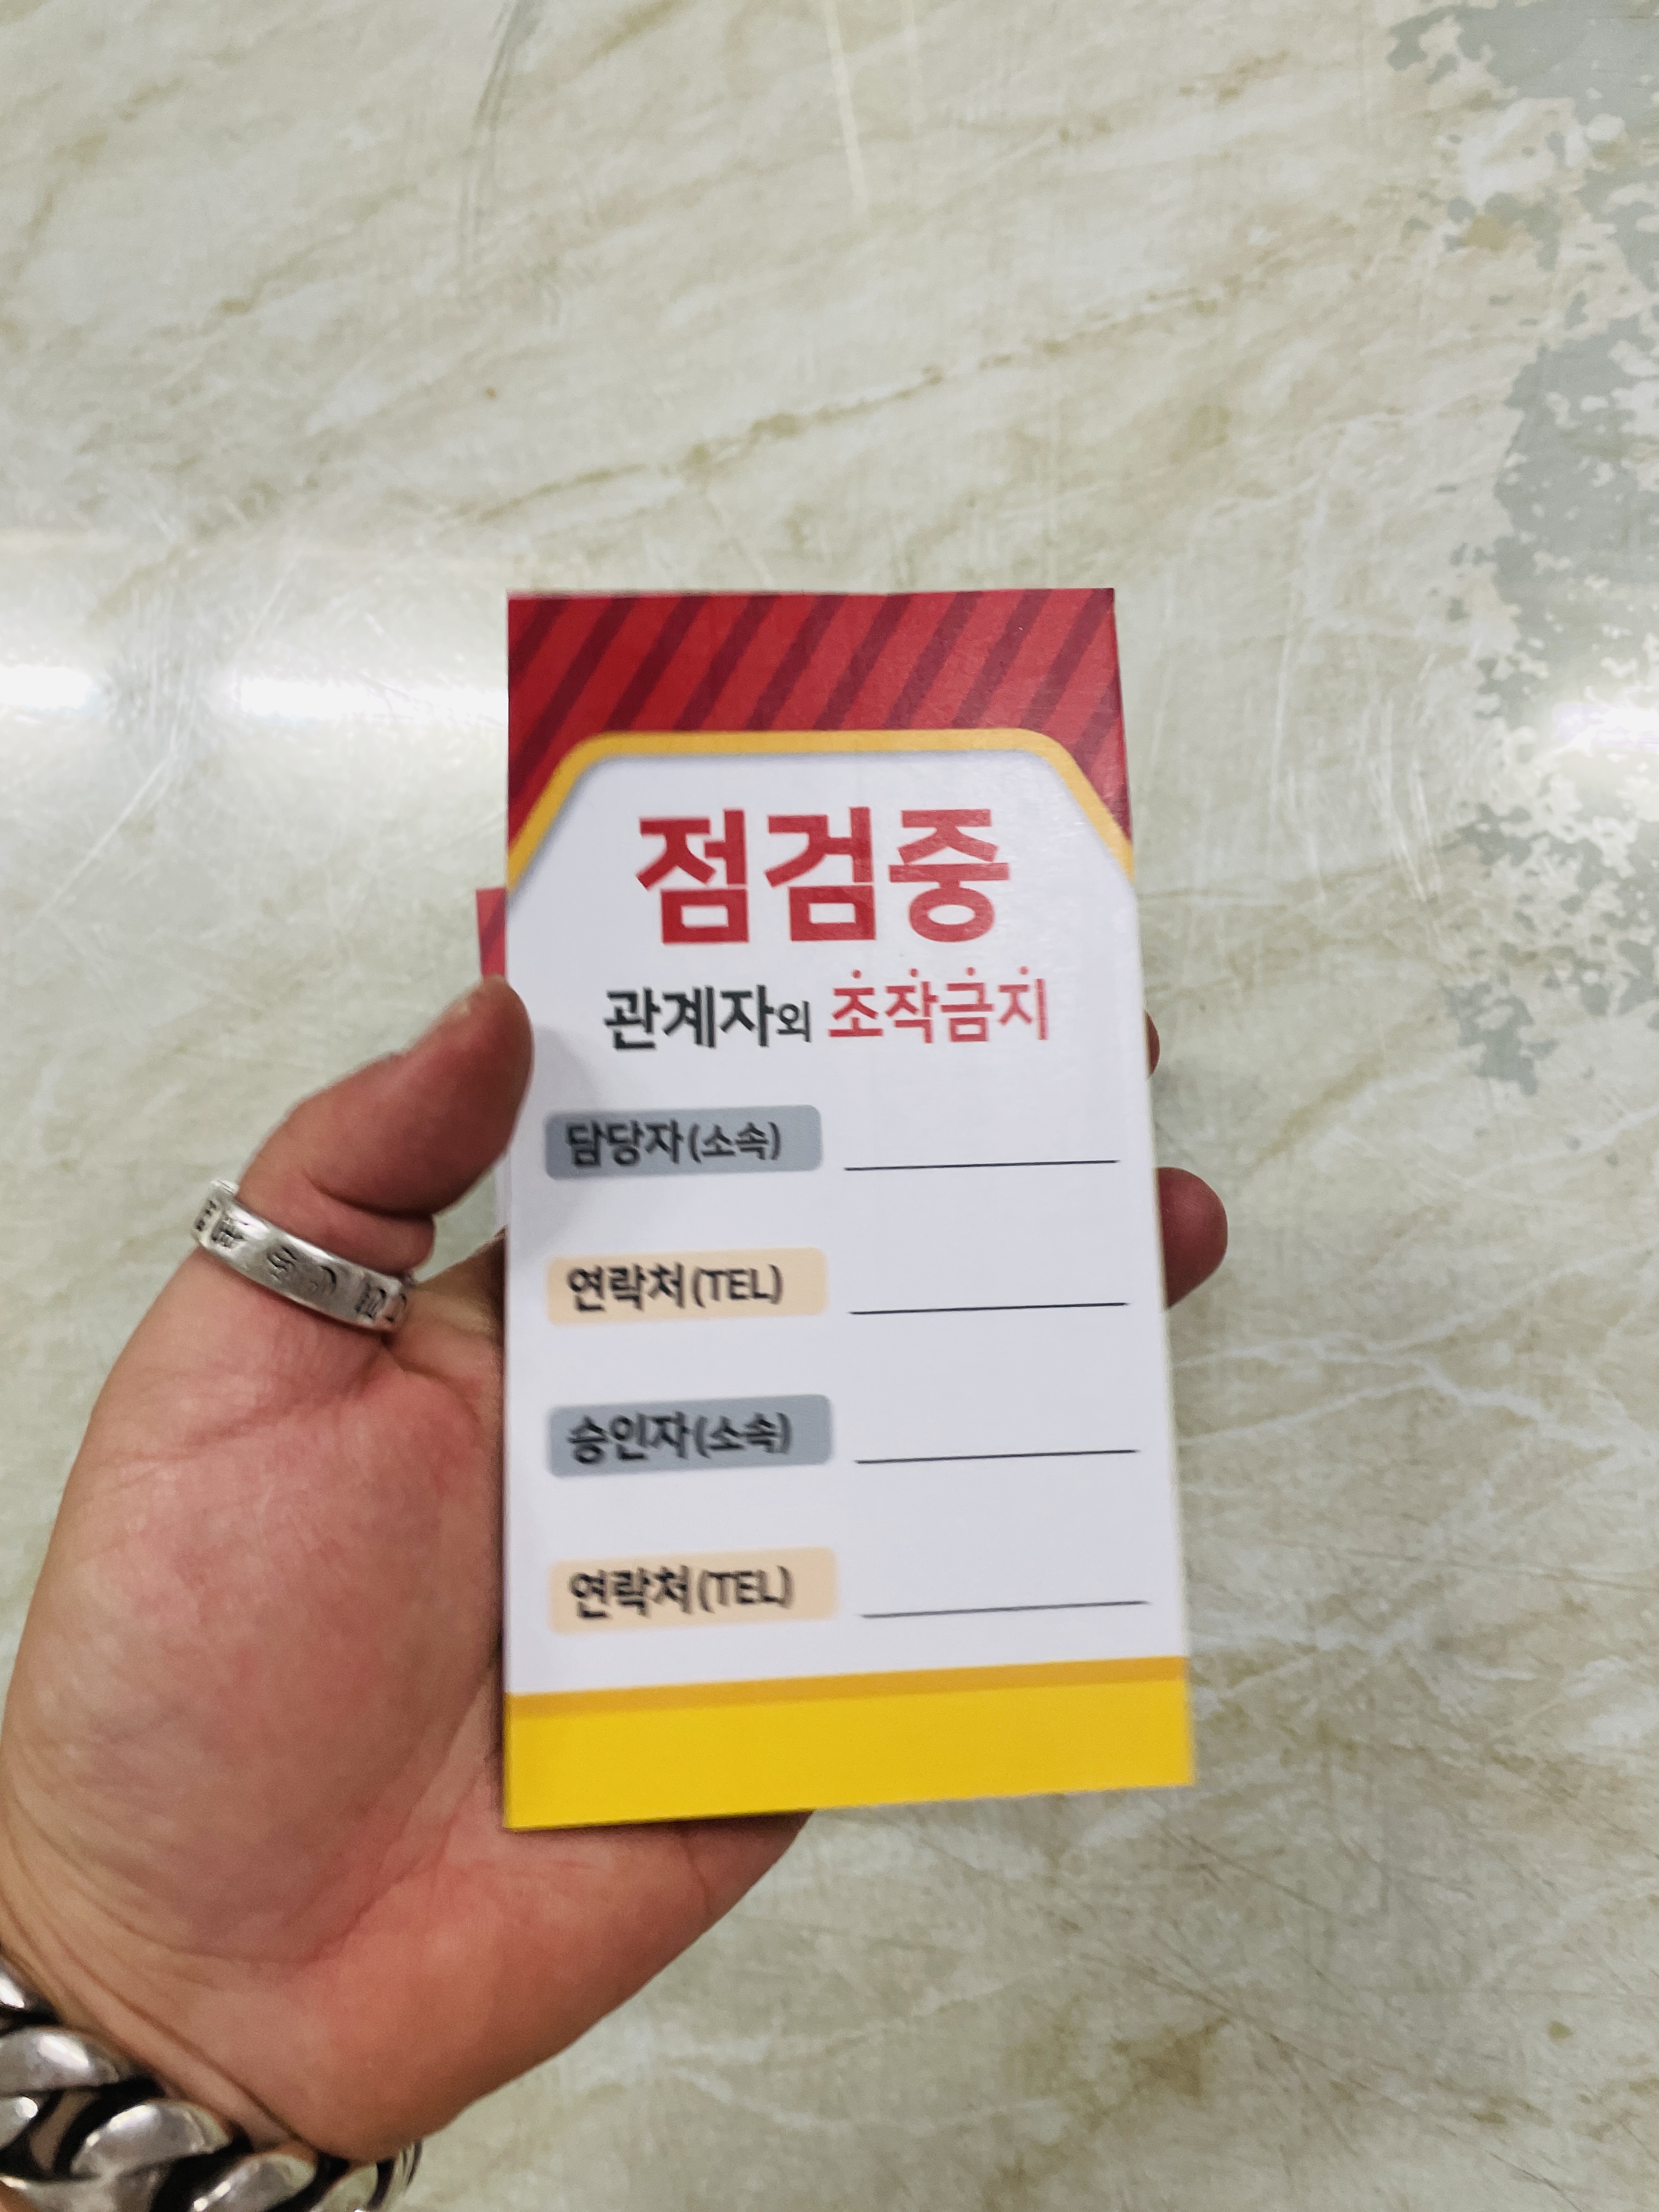 점검중
관계자외 조작금지
담당자(소속)
연락처(TEL)
승인자(소속)
연락처(TEL)